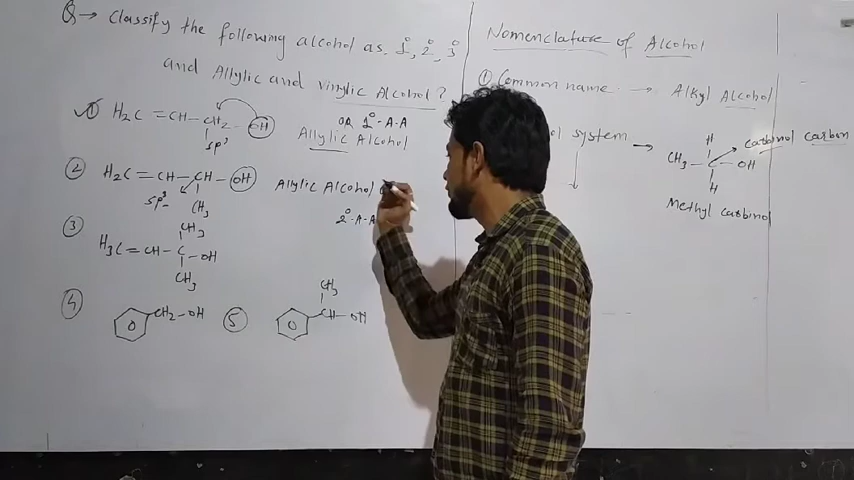 Q → Classify the following alcohol as 1°, 2°, 3°
and Allylic and vinylic Alcohol ?
① H₂C = CH - CH₂ - OH
sp³
OR 1°-A-A
Allylic Alcohol
② H₂C = CH - CH - OH
sp³
CH₃
Allylic Alcohol
2°-A-A
③ CH₃
H₃C = CH - C - OH
CH₃
④ CH₂ - OH
⑤ CH₃
CH - OH
Nomenclature of Alcohol
① Common name → Alkyl Alcohol
system →
H
CH₃ - C - OH
H
Carbinol Carbon
Methyl Carbinol